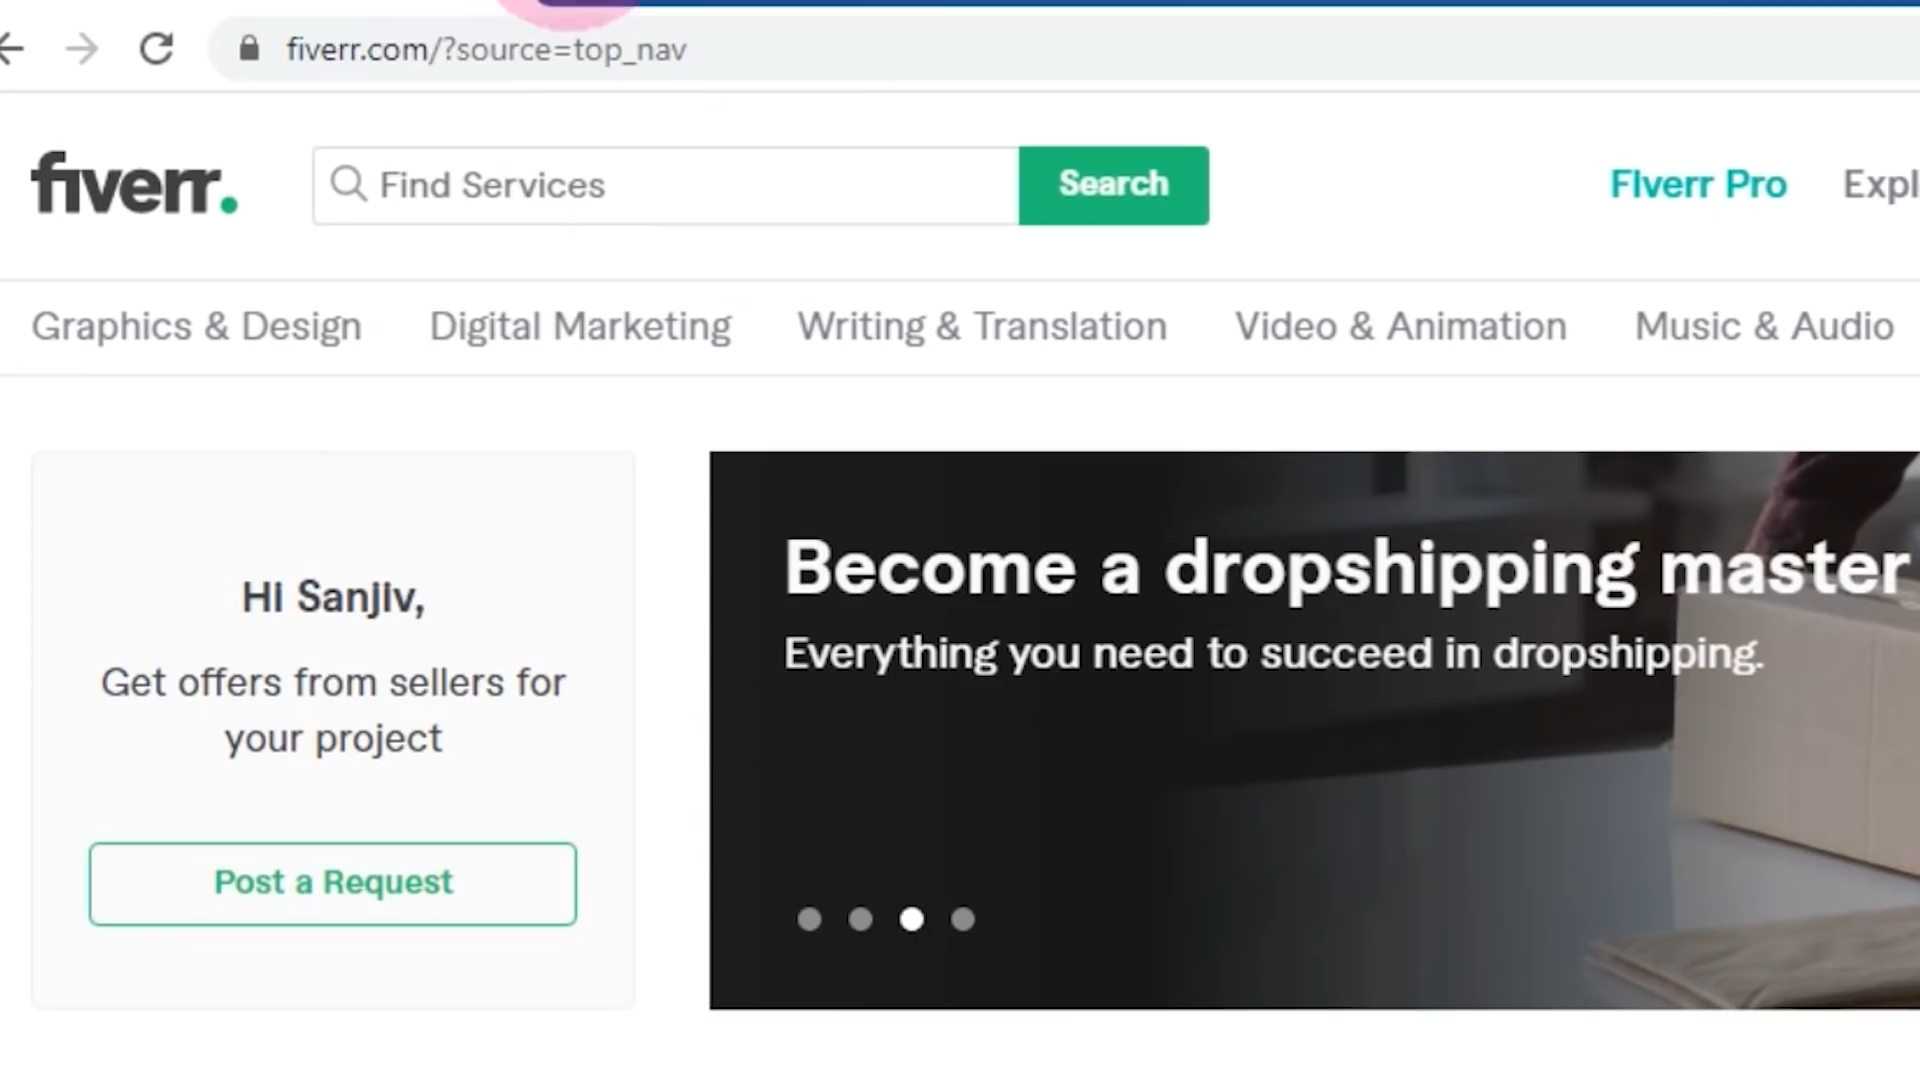 fiverr.com/?source=top_nav
fiverr.
Find Services
Search
Fiverr Pro
Expl
Graphics & Design
Digital Marketing
Writing & Translation
Video & Animation
Music & Audio
Hi Sanjiv,
Get offers from sellers for
your project
Post a Request
Become a dropshipping master
Everything you need to succeed in dropshipping.